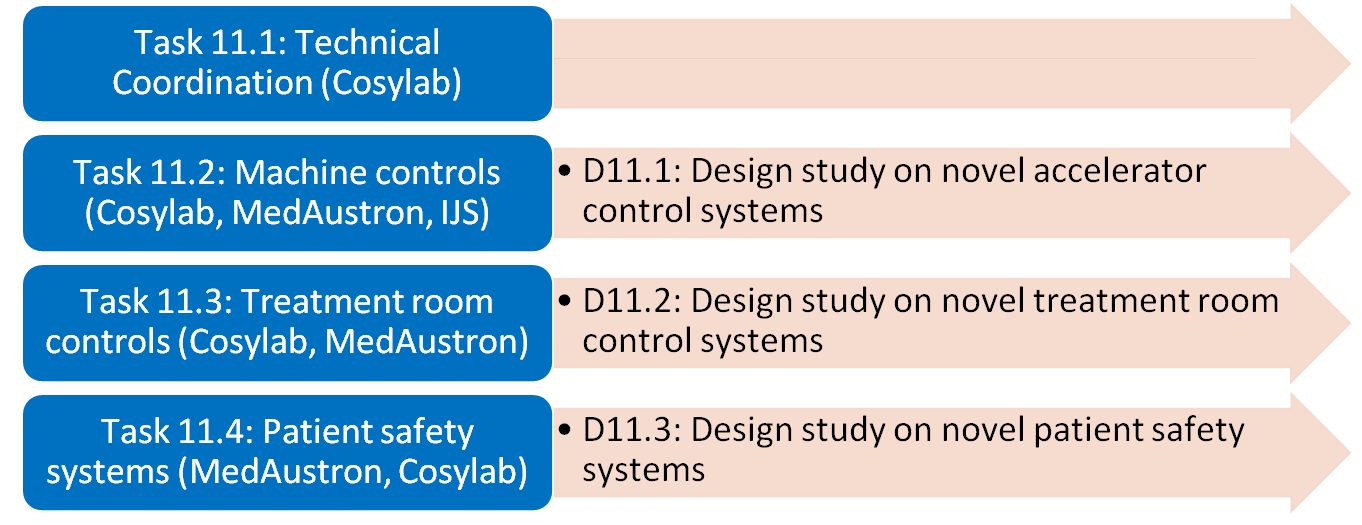 Task 11.1: Technical
Coordination (Cosylab)
Task 11.2: Machine controls
(Cosylab, MedAustron, IJS)
• D11.1: Design study on novel accelerator
control systems
Task 11.3: Treatment room
controls (Cosylab, MedAustron)
• D11.2: Design study on novel treatment room
control systems
Task 11.4: Patient safety
systems (MedAustron, Cosylab)
• D11.3: Design study on novel patient safety
systems